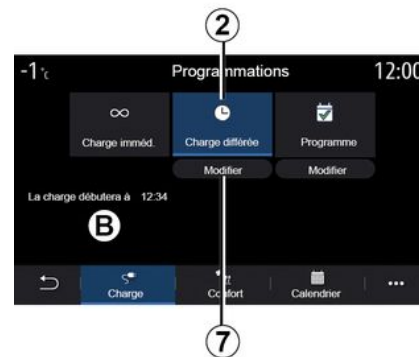 2
-1 °c Programmations 12:00
Charge imméd. Charge différée Programme
Modifier Modifier
La charge débutera à 12:34
B
Charge Confort Calendrier
7